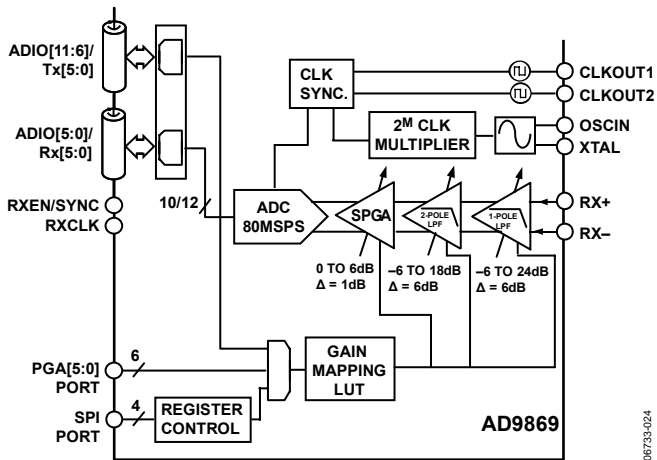 ADIO[11:6]/
Tx[5:0]
ADIO[5:0]/
Rx[5:0]
RXEN/SYNC
RXCLK
10/12
ADC
80MSPS
CLK
SYNC.
2M CLK
MULTIPLIER
CLKOUT1
CLKOUT2
OSCIN
XTAL
SPGA
2-POLE
LPF
1-POLE
LPF
RX+
RX–
0 TO 6dB
Δ = 1dB
–6 TO 18dB
Δ = 6dB
–6 TO 24dB
Δ = 6dB
PGA[5:0]
PORT
6
SPI
PORT
4
REGISTER
CONTROL
GAIN
MAPPING
LUT
AD9869
06733-024